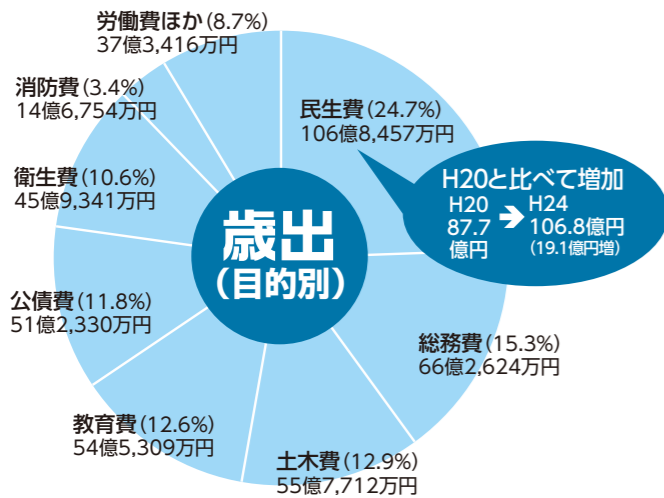 労働費ほか(8.7%)
37億3,416万円
消防費(3.4%)
14億6,754万円
衛生費(10.6%)
45億9,341万円
公債費(11.8%)
51億2,330万円
教育費(12.6%)
54億5,309万円
土木費(12.9%)
55億7,712万円
総務費(15.3%)
66億2,624万円
民生費(24.7%)
106億8,457万円
H20と比べて増加
H20 ➔ H24
87.7 106.8億円
億円 (19.1億円増)
歳出
(目的別)